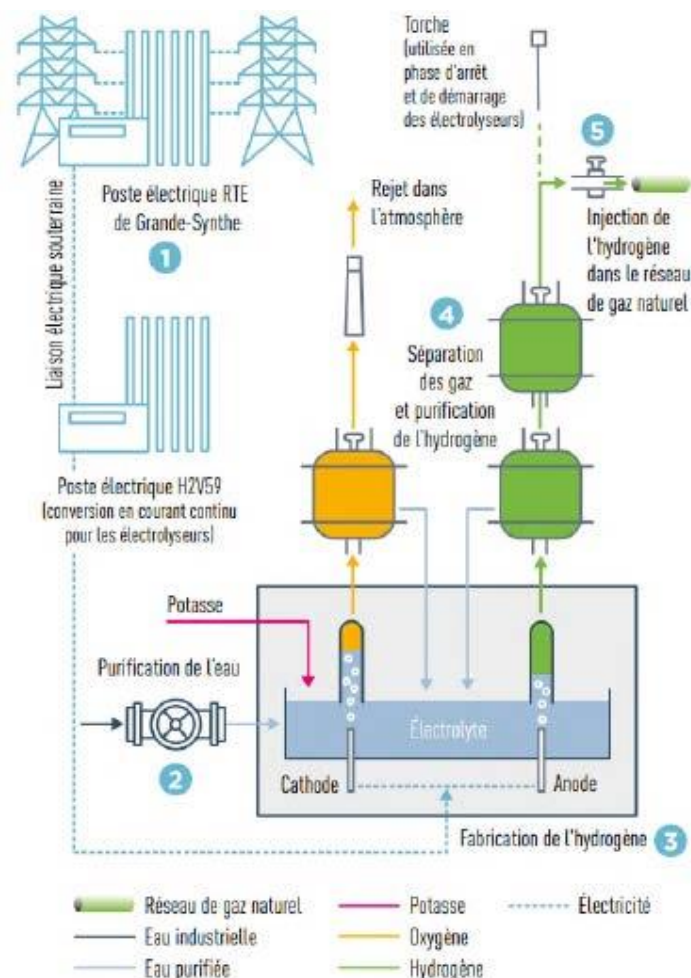 Torche
(utilisée en
phase d'arrêt
et de démarrage
des électrolyseurs)
5
Poste électrique RTE
de Grande-Synthe
1
Rejet dans
l'atmosphère
Injection de
l'hydrogène
dans le réseau
de gaz naturel
Liaison électrique souterraine
4
Séparation
des gaz
et purification
de l'hydrogène
Poste électrique H2V59
(conversion en courant continu
pour les électrolyseurs)
Potasse
Purification de l'eau
2
Électrolyte
Cathode
Anode
Fabrication de l'hydrogène 3
Réseau de gaz naturel
Potasse
Électricité
Eau industrielle
Oxygène
Eau purifiée
Hydrogène